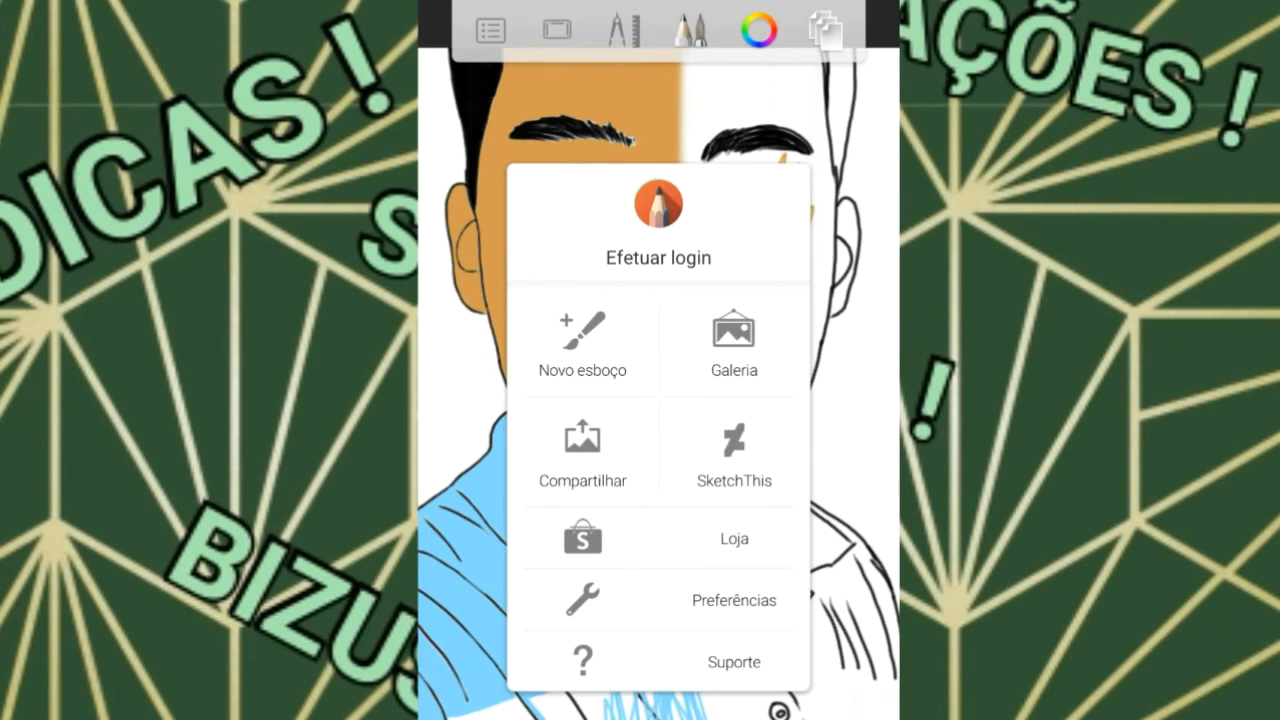 DICAS !
AÇÕES !
S
!
BIZUS
Efetuar login
Novo esboço
Galeria
Compartilhar
SketchThis
S
Loja
Preferências
?
Suporte